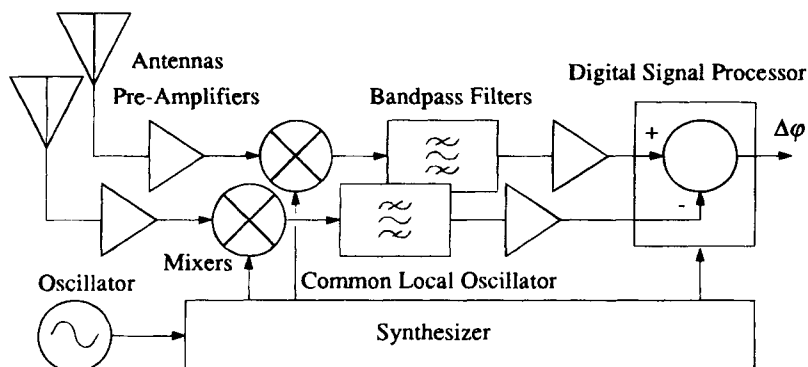 Antennas
Digital Signal Processor
Pre-Amplifiers
Bandpass Filters
+
Δφ
-
Mixers
Oscillator
Common Local Oscillator
Synthesizer